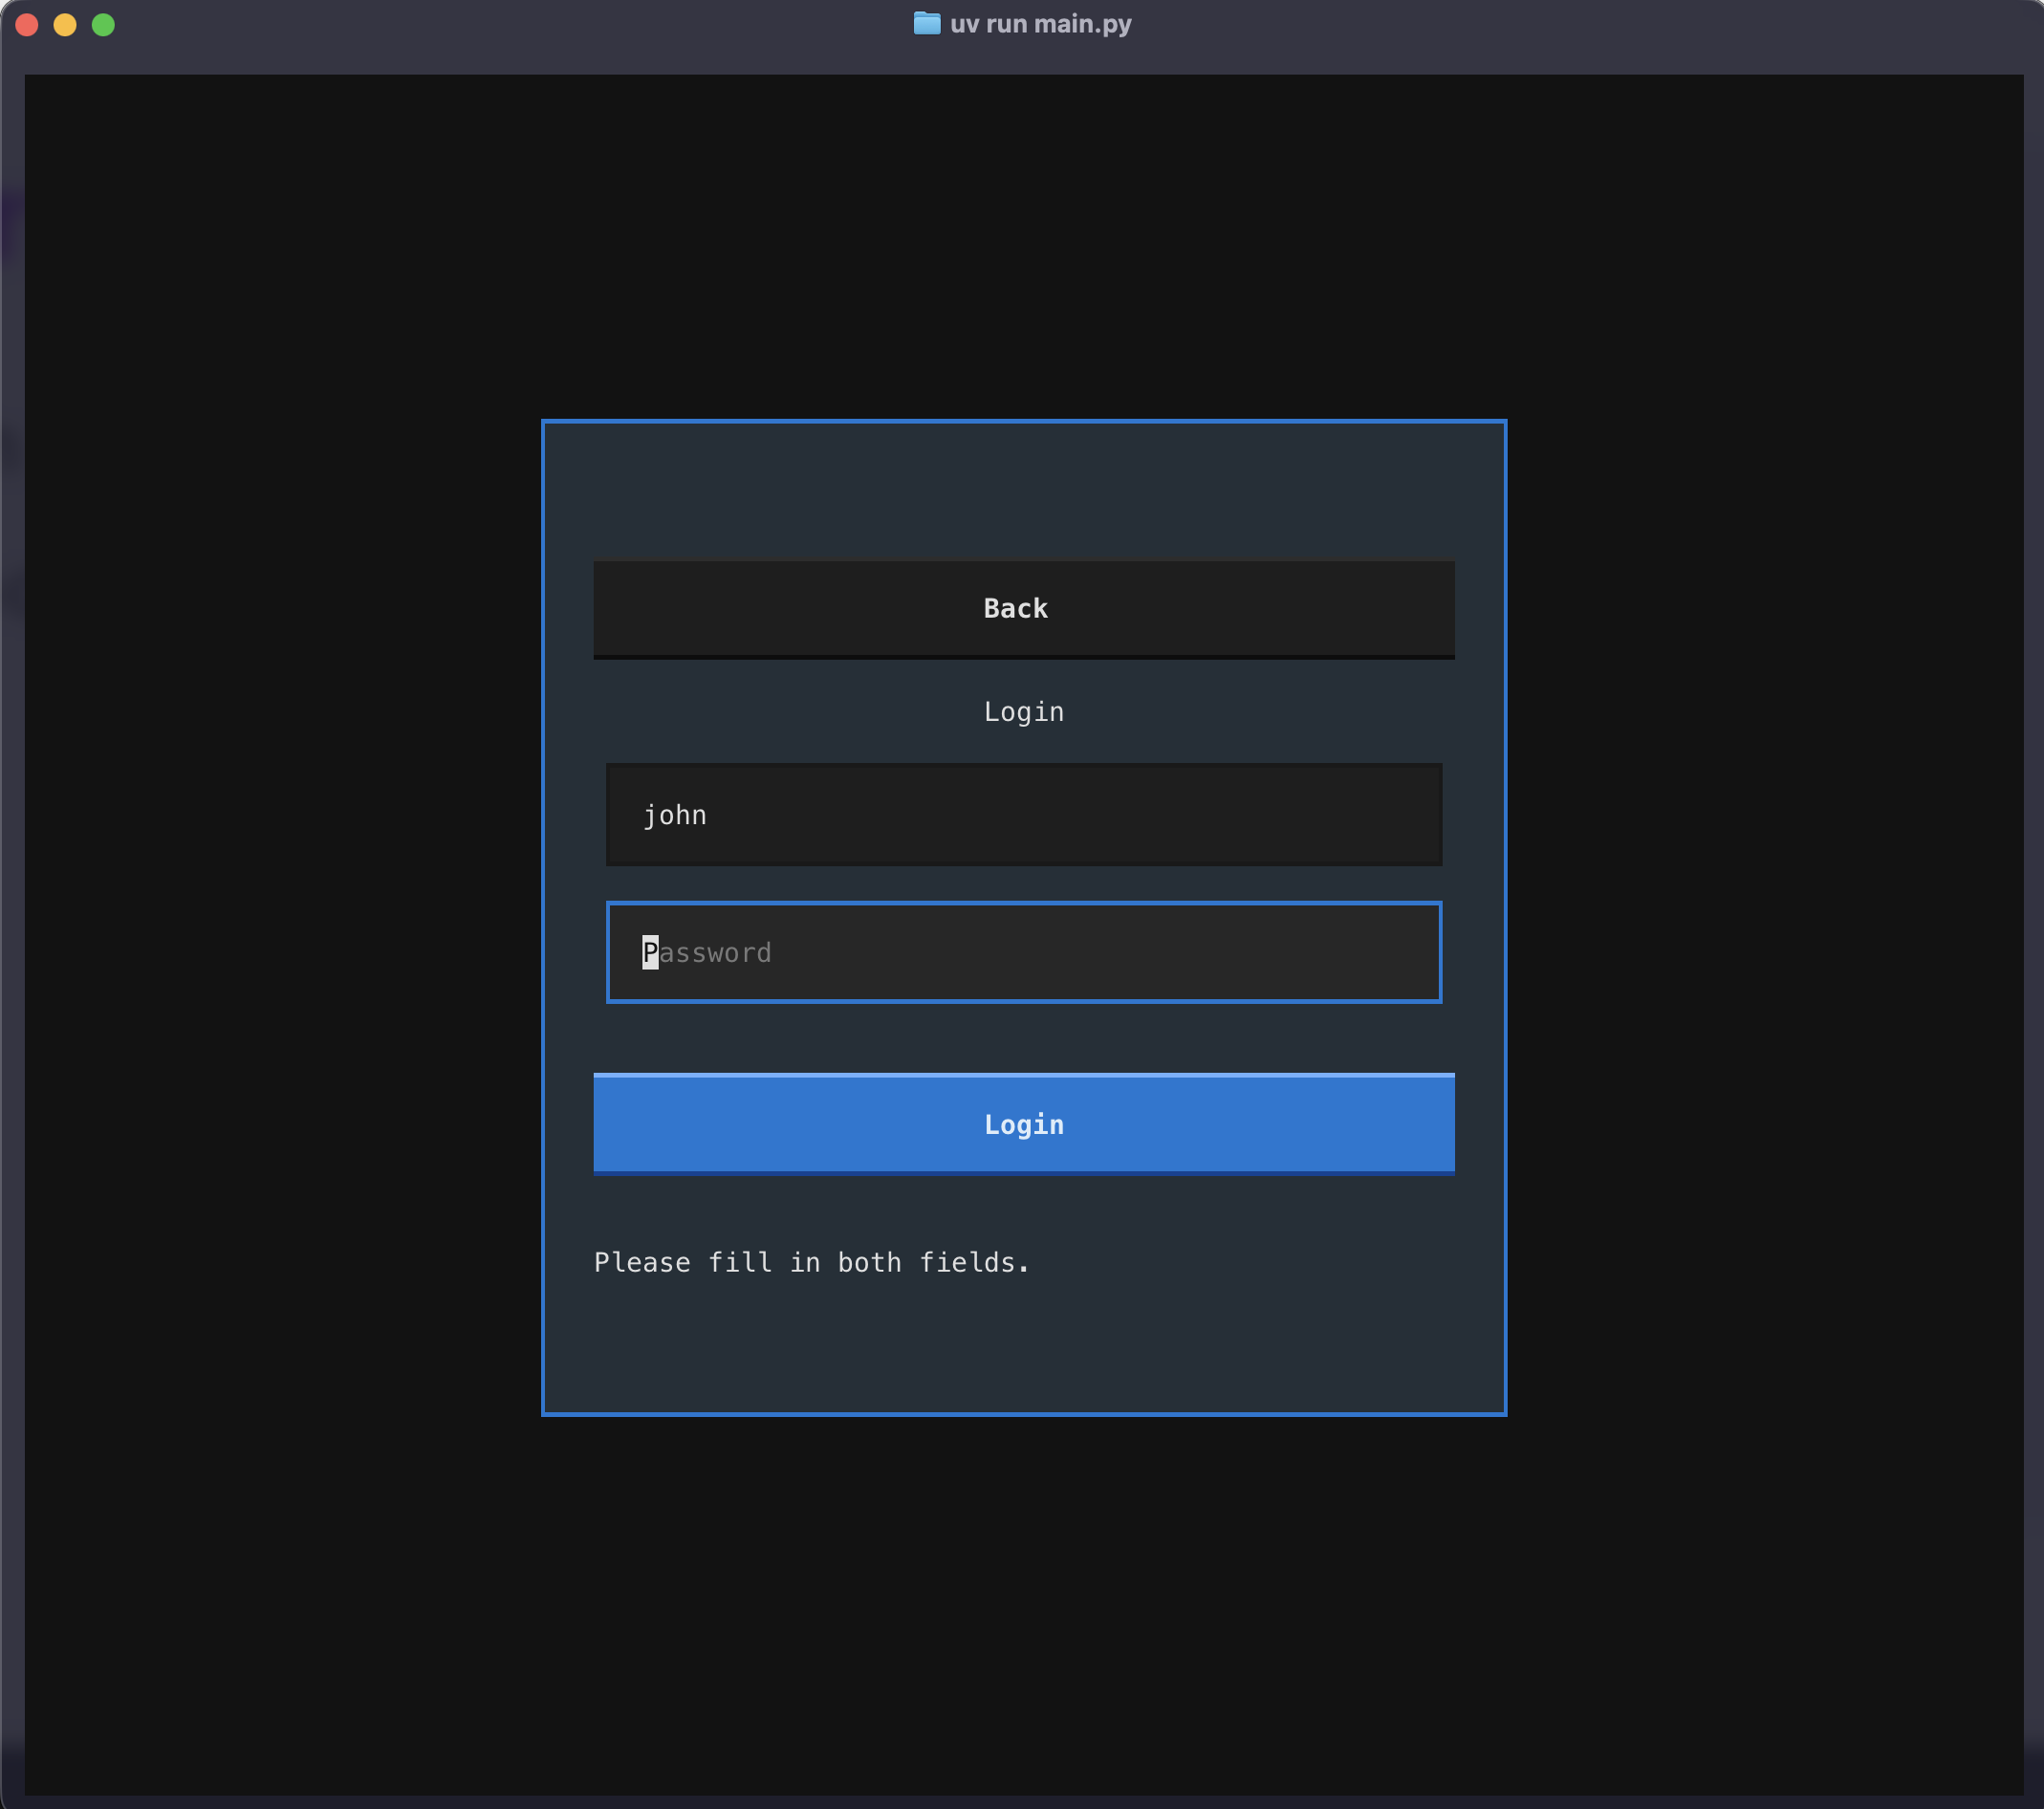 uv run main.py
Back
Login
john
Password
Login
Please fill in both fields.